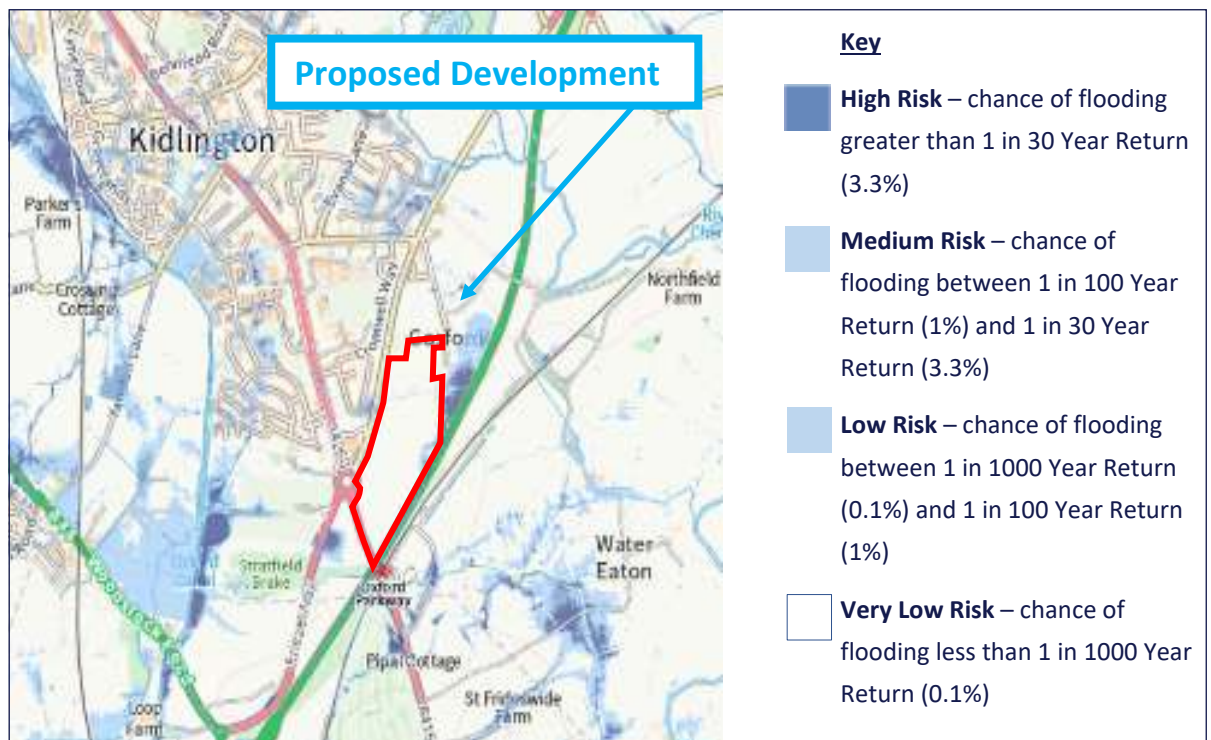 Proposed Development
Kidlington
Parker's
Farm
Crossing
Cottage
Cromwell Way
Northfield
Farm
Gosford
Stratfield
Brake
Water
Eaton
Oxford
Parkway
Pipal Cottage
St Frideswide
Farm
Loop
Farm
Key
High Risk – chance of flooding
greater than 1 in 30 Year Return
(3.3%)
Medium Risk – chance of
flooding between 1 in 100 Year
Return (1%) and 1 in 30 Year
Return (3.3%)
Low Risk – chance of flooding
between 1 in 1000 Year Return
(0.1%) and 1 in 100 Year Return
(1%)
Very Low Risk – chance of
flooding less than 1 in 1000 Year
Return (0.1%)